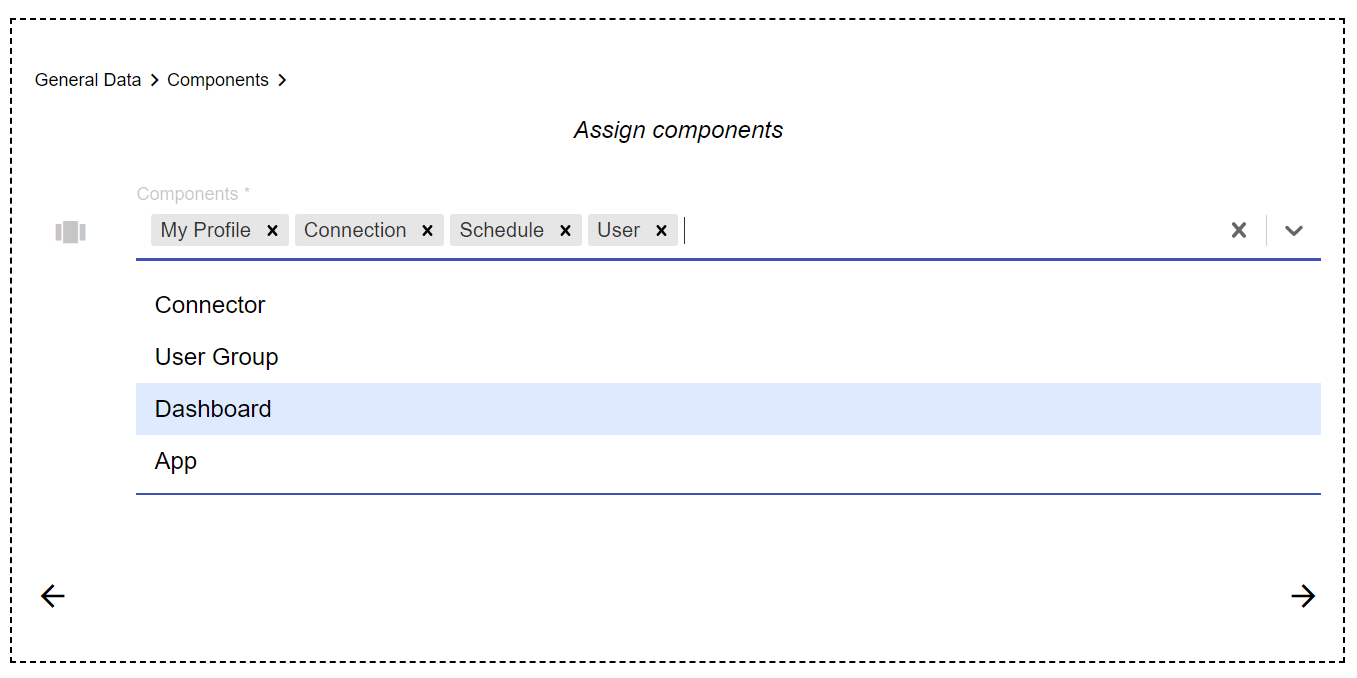 General Data Components
Assign components
Components *
My Profile Connection Schedule User
Connector
User Group
Dashboard
App